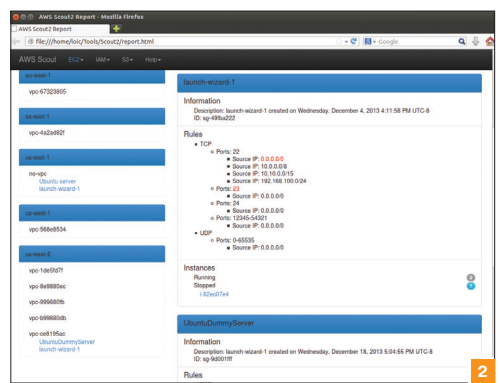 AWS Scout2 Report - Mozilla Firefox
AWS Scout2 Report
file:///home/loic/Tools/Scout2/report.html
Google
AWS Scout EC2 IAM S3 Help
eu-west-1
vpc-67323805
sa-east-1
vpc-4a2ad82f
us-east-1
no-vpc
Ubuntu server
launch-wizard-1
us-west-1
vpc-568e8534
us-west-2
vpc-1de5fd7f
vpc-8e9880ec
vpc-999880fb
vpc-b99880db
vpc-ce8195ac
UbuntuDummyServer
launch-wizard-1
launch-wizard-1
Information
Description: launch-wizard-1 created on Wednesday, December 4, 2013 4:11:58 PM UTC-8
ID: sg-49fba222
Rules
TCP
Ports: 22
Source IP: 0.0.0.0/0
Source IP: 10.0.0.0/8
Source IP: 10.10.0.0/15
Source IP: 192.168.100.0/24
Ports: 23
Source IP: 0.0.0.0/0
Ports: 24
Source IP: 0.0.0.0/0
Ports: 12345-54321
Source IP: 0.0.0.0/0
UDP
Ports: 0-65535
Source IP: 0.0.0.0/0
Instances
Running 0
Stopped 1
i-82ec07e4
UbuntuDummyServer
Information
Description: launch-wizard-1 created on Wednesday, December 18, 2013 5:04:55 PM UTC-8
ID: sg-9d001fff
Rules
2